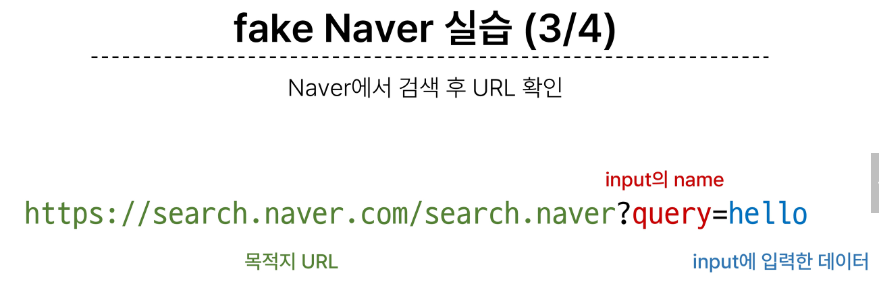 fake Naver 실습 (3/4)
Naver에서 검색 후 URL 확인
input의 name
https://search.naver.com/search.naver?query=hello
목적지 URL
input에 입력한 데이터